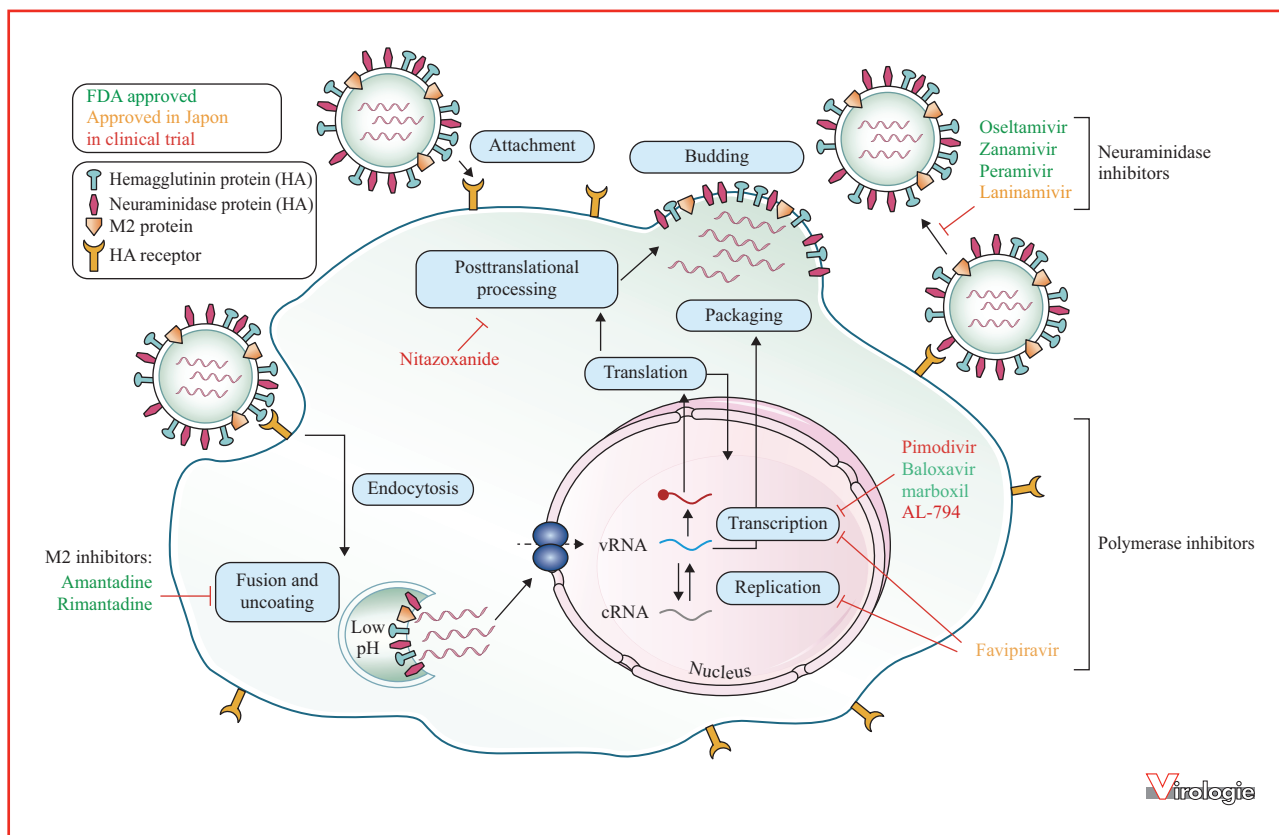 FDA approved
Approved in Japon
in clinical trial
Hemagglutinin protein (HA)
Neuraminidase protein (HA)
M2 protein
HA receptor
Attachment
Budding
Oseltamivir
Zanamivir
Peramivir
Laninamivir
Neuraminidase
inhibitors
Posttranslational
processing
Packaging
Nitazoxanide
Translation
Endocytosis
Pimodivir
Baloxavir
marboxil
AL-794
Transcription
vRNA
Polymerase inhibitors
M2 inhibitors:
Amantadine
Rimantadine
Fusion and
uncoating
Replication
cRNA
Low
pH
Favipiravir
Nucleus
Virologie